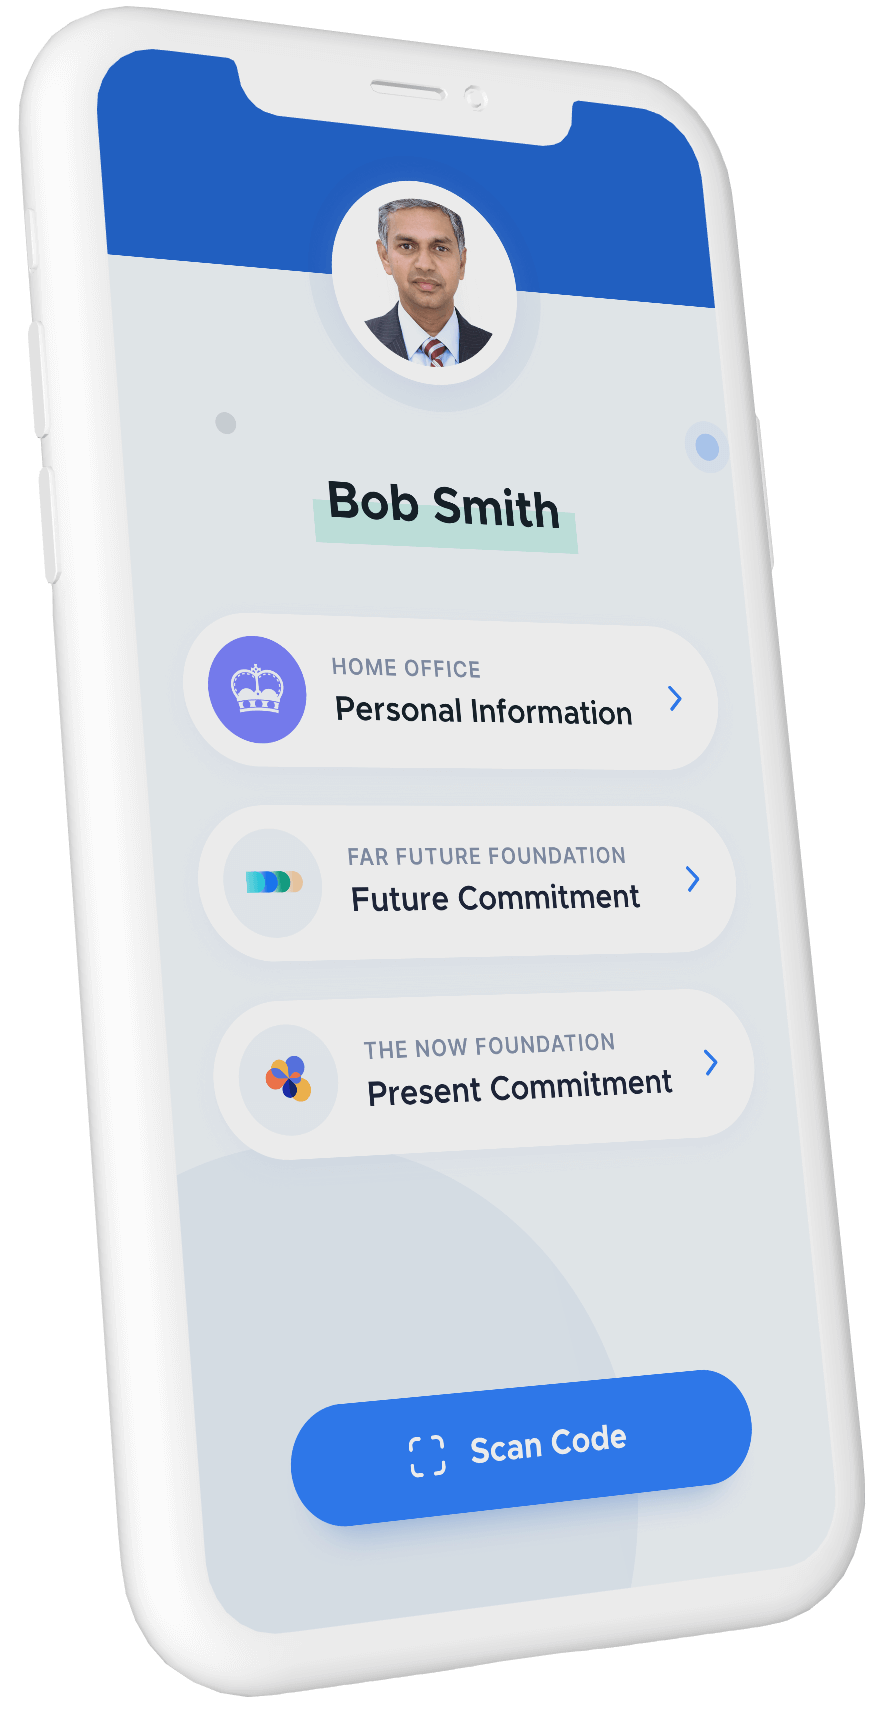 Bob Smith
HOME OFFICE
Personal Information
FAR FUTURE FOUNDATION
Future Commitment
THE NOW FOUNDATION
Present Commitment
Scan Code